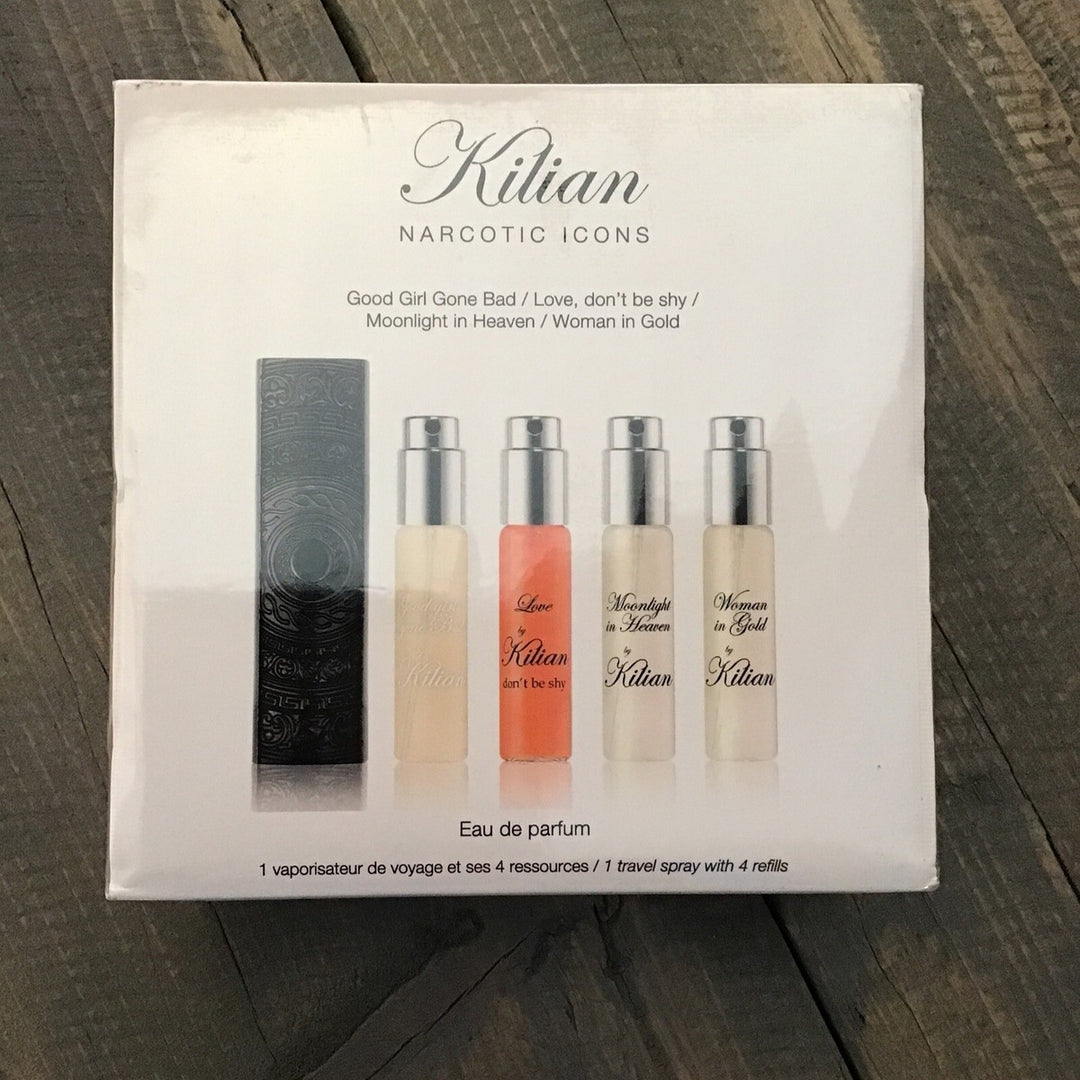 Kilian
NARCOTIC ICONS
Good Girl Gone Bad / Love, don't be shy /
Moonlight in Heaven / Woman in Gold
Kilian
Love
by
Kilian
don't be shy
Moonlight
in Heaven
by
Kilian
Woman
in Gold
by
Kilian
Eau de parfum
1 vaporisateur de voyage et ses 4 ressources / 1 travel spray with 4 refills